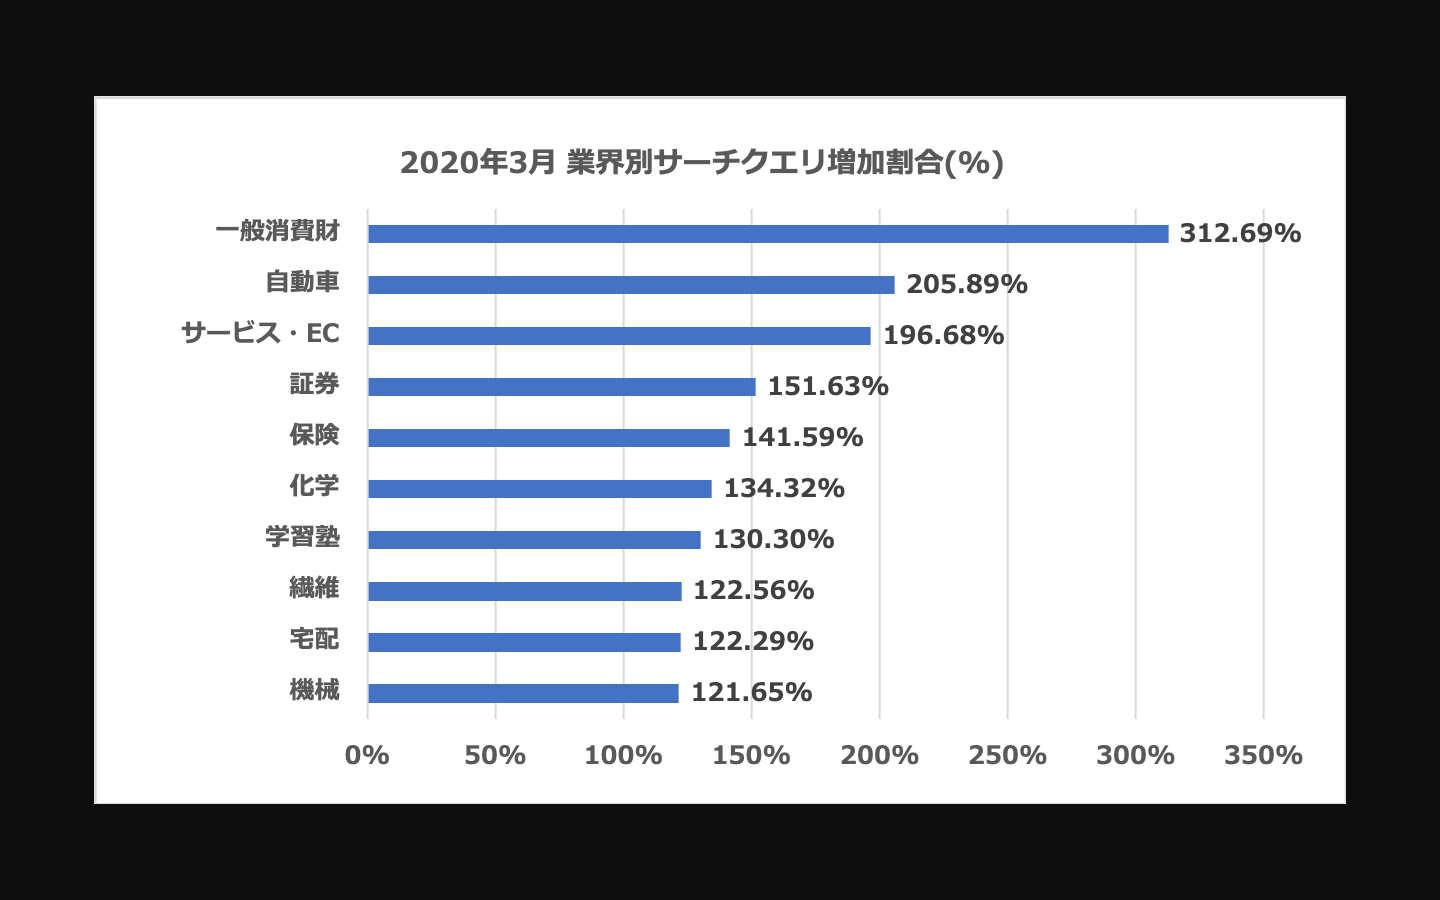 2020年3月 業界別サーチクエリ増加割合(%)
一般消費財 312.69%
自動車 205.89%
サービス・EC 196.68%
証券 151.63%
保険 141.59%
化学 134.32%
学習塾 130.30%
繊維 122.56%
宅配 122.29%
機械 121.65%
0% 50% 100% 150% 200% 250% 300% 350%